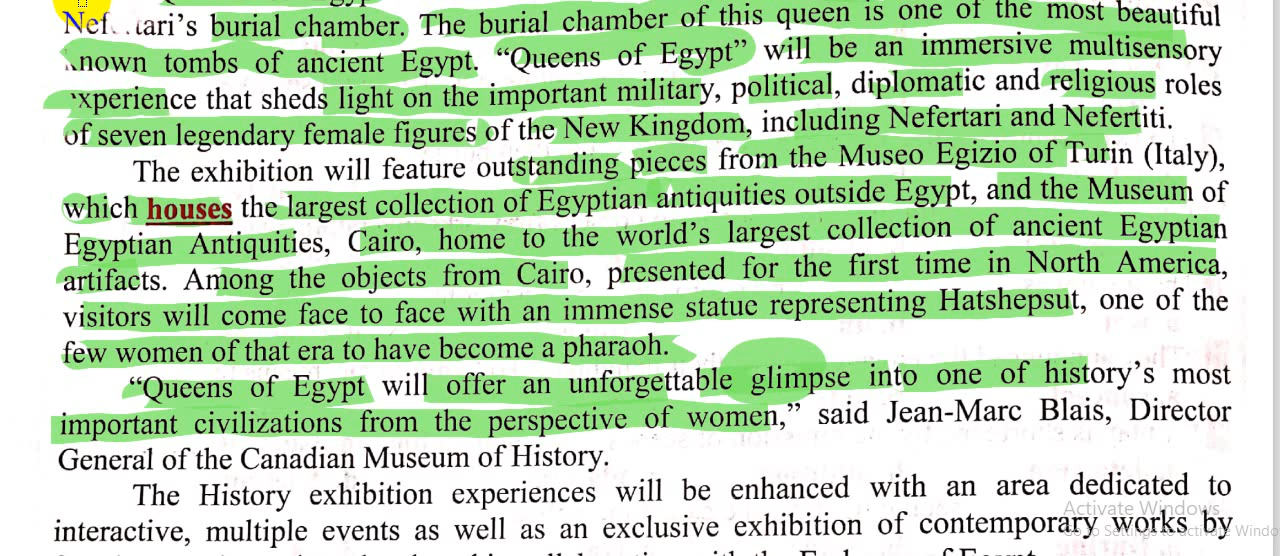 Nef tari's burial chamber. The burial chamber of this queen is one of the most beautiful
nown tombs of ancient Egypt. “Queens of Egypt” will be an immersive multisensory
xperience that sheds light on the important military, political, diplomatic and religious roles
of seven legendary female figures of the New Kingdom, including Nefertari and Nefertiti.
The exhibition will feature outstanding pieces from the Museo Egizio of Turin (Italy),
which houses the largest collection of Egyptian antiquities outside Egypt, and the Museum of
Egyptian Antiquities, Cairo, home to the world's largest collection of ancient Egyptian
artifacts. Among the objects from Cairo, presented for the first time in North America,
visitors will come face to face with an immense statue representing Hatshepsut, one of the
few women of that era to have become a pharaoh.
“Queens of Egypt will offer an unforgettable glimpse into one of history's most
important civilizations from the perspective of women,” said Jean-Marc Blais, Director
General of the Canadian Museum of History.
The History exhibition experiences will be enhanced with an area dedicated to
interactive, multiple events as well as an exclusive exhibition of contemporary works by
Activate Windows
Go to Settings to activate Windo